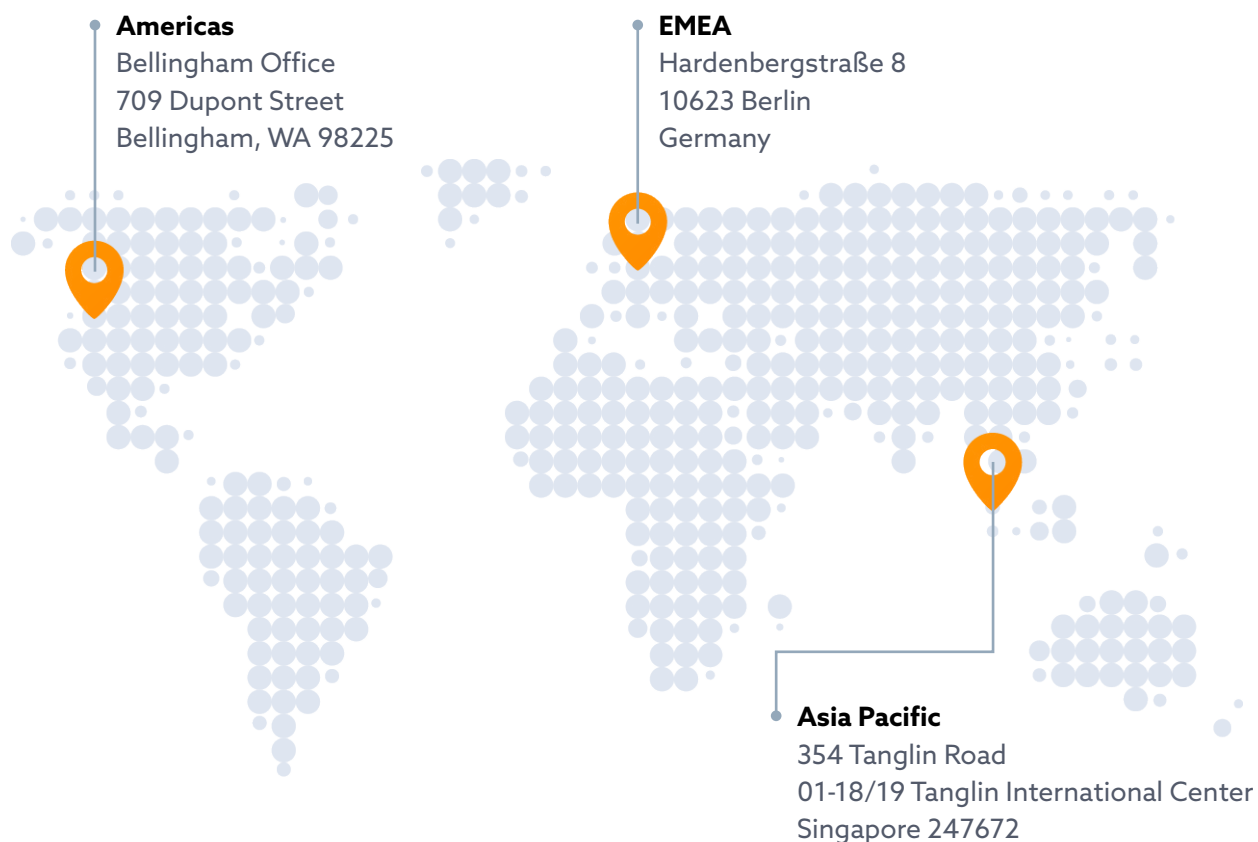 Americas
Bellingham Office
709 Dupont Street
Bellingham, WA 98225
EMEA
Hardenbergstraße 8
10623 Berlin
Germany
Asia Pacific
354 Tanglin Road
01-18/19 Tanglin International Center
Singapore 247672